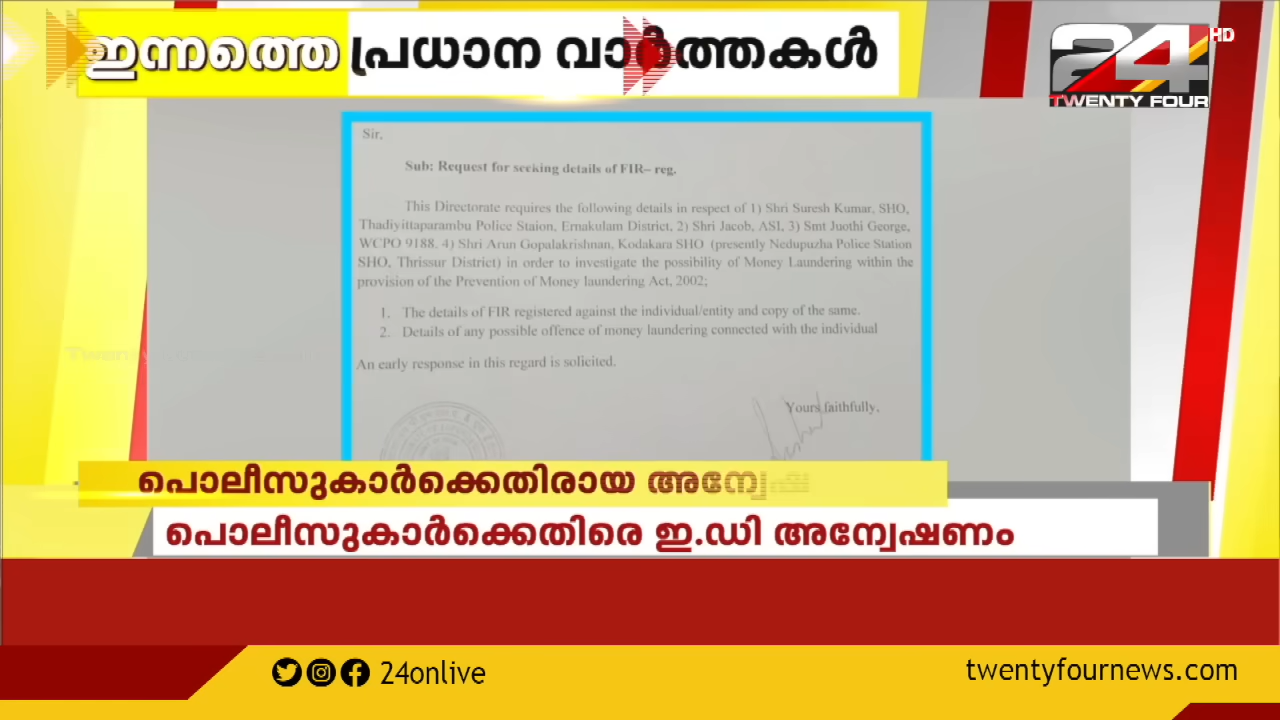 ഇന്നത്തെ പ്രധാന വാർത്തകൾ
24 HD
TWENTY FOUR
Sir,
Sub: Request for seeking details of FIR– reg.
This Directorate requires the following details in respect of 1) Shri Suresh Kumar, SHO,
Thadiyittaparambu Police Staion, Ernakulam District, 2) Shri Jacob, ASI, 3) Smt Juothi George,
WCPO 9188. 4) Shri Arun Gopalakrishnan, Kodakara SHO (presently Nedupuzha Police Station
SHO, Thrissur District) in order to investigate the possibility of Money Laundering within the
provision of the Prevention of Money laundering Act, 2002;
1. The details of FIR registered against the individual/entity and copy of the same.
2. Details of any possible offence of money laundering connected with the individual
An early response in this regard is solicited.
Yours faithfully,
പൊലീസുകാർക്കെതിരായ
പൊലീസുകാർക്കെതിരെ ഇ.ഡി അന്വേഷണം
24onlive
twentyfournews.com